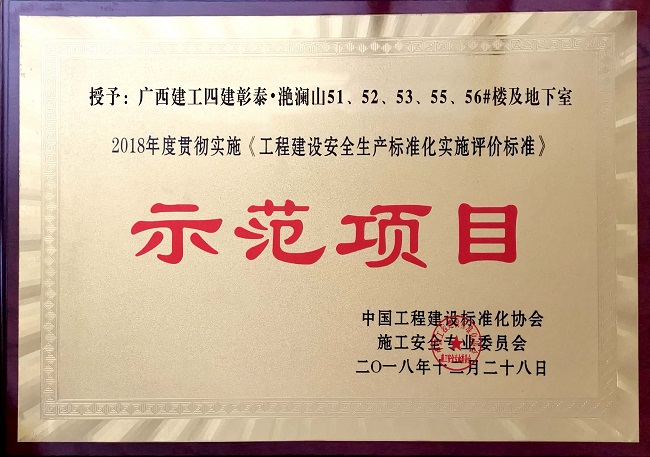 授予：广西建工四建彰泰·滟澜山51、52、53、55、56#楼及地下室
2018年度贯彻实施《工程建设安全生产标准化实施评价标准》
示范项目
中国工程建设标准化协会
施工安全专业委员会
二〇一八年十二月二十八日